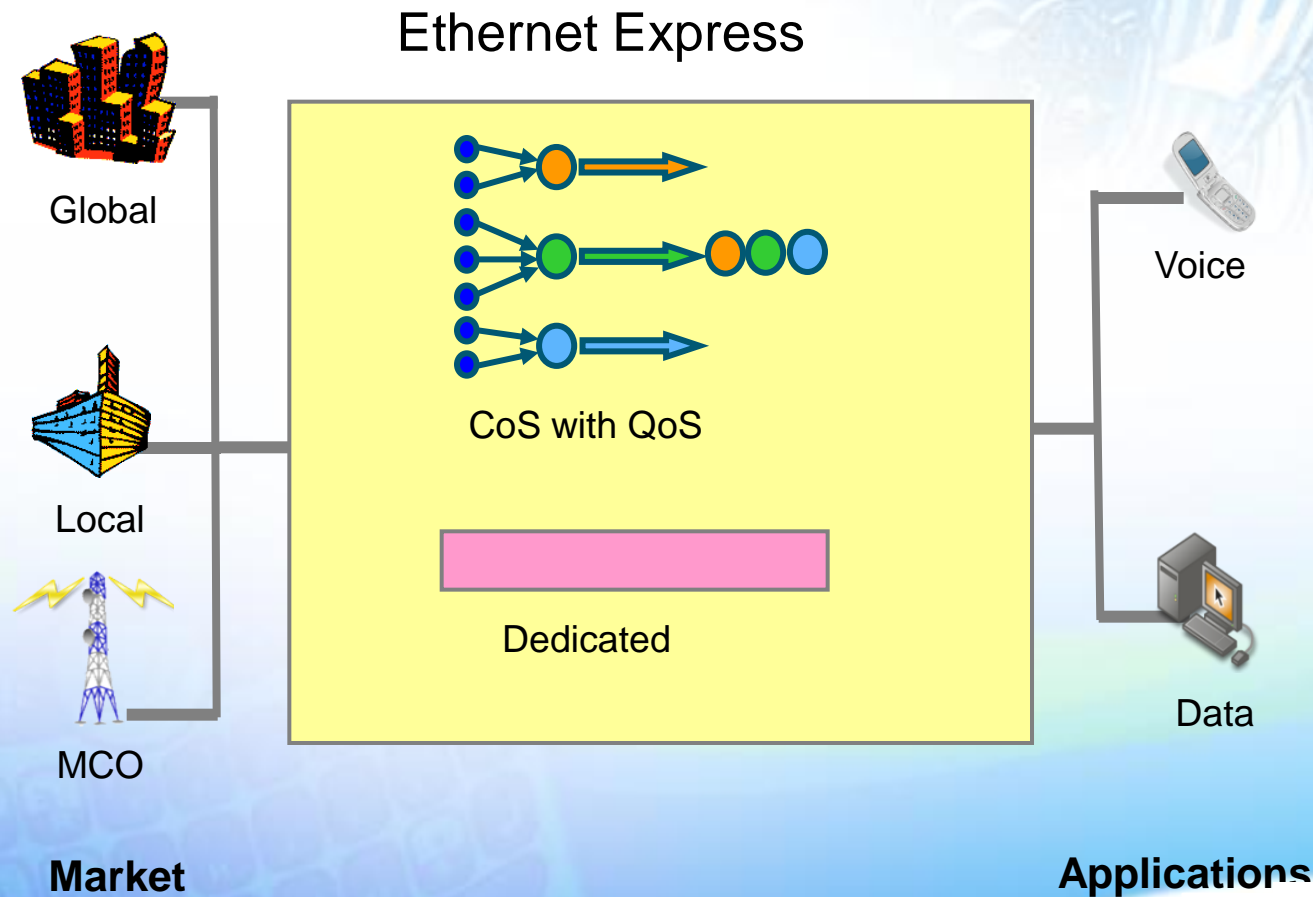 Ethernet Express
Global
Voice
CoS with QoS
Local
Dedicated
Data
MCO
Market
Applications